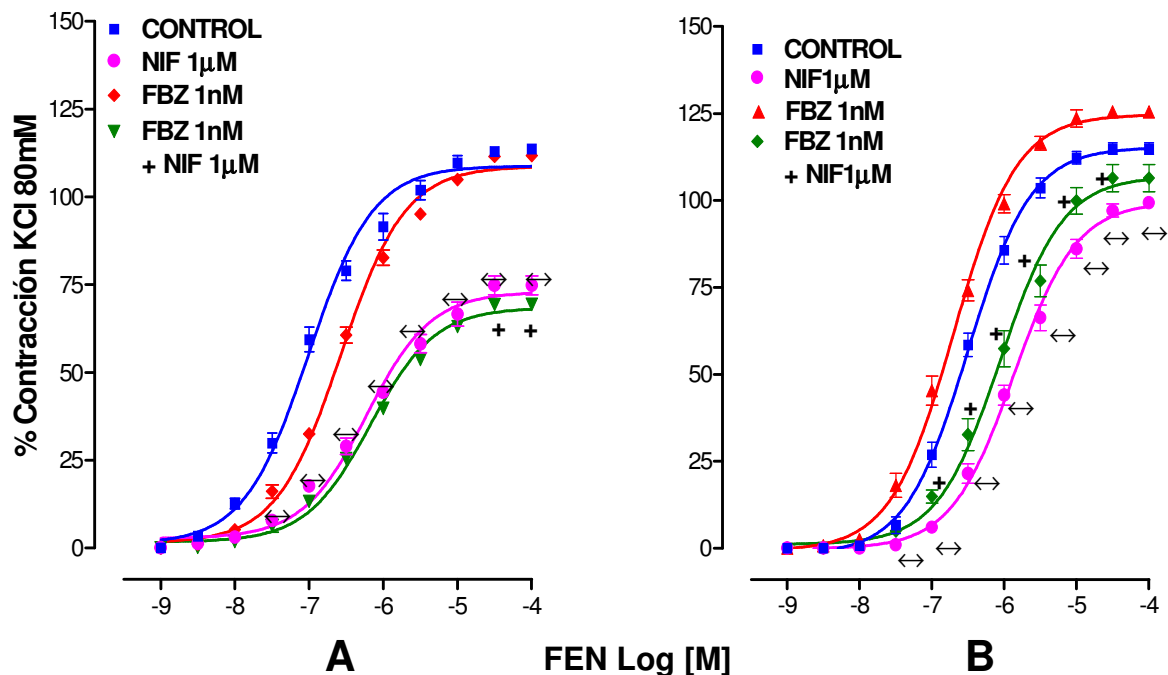 % Contracción KCl 80mM
150
125
100
75
50
25
0
CONTROL
NIF 1μM
FBZ 1nM
FBZ 1nM
+ NIF 1μM
-9 -8 -7 -6 -5 -4
A
150
125
100
75
50
25
0
CONTROL
NIF1μM
FBZ 1nM
FBZ 1nM
+ NIF1μM
-9 -8 -7 -6 -5 -4
B
FEN Log [M]